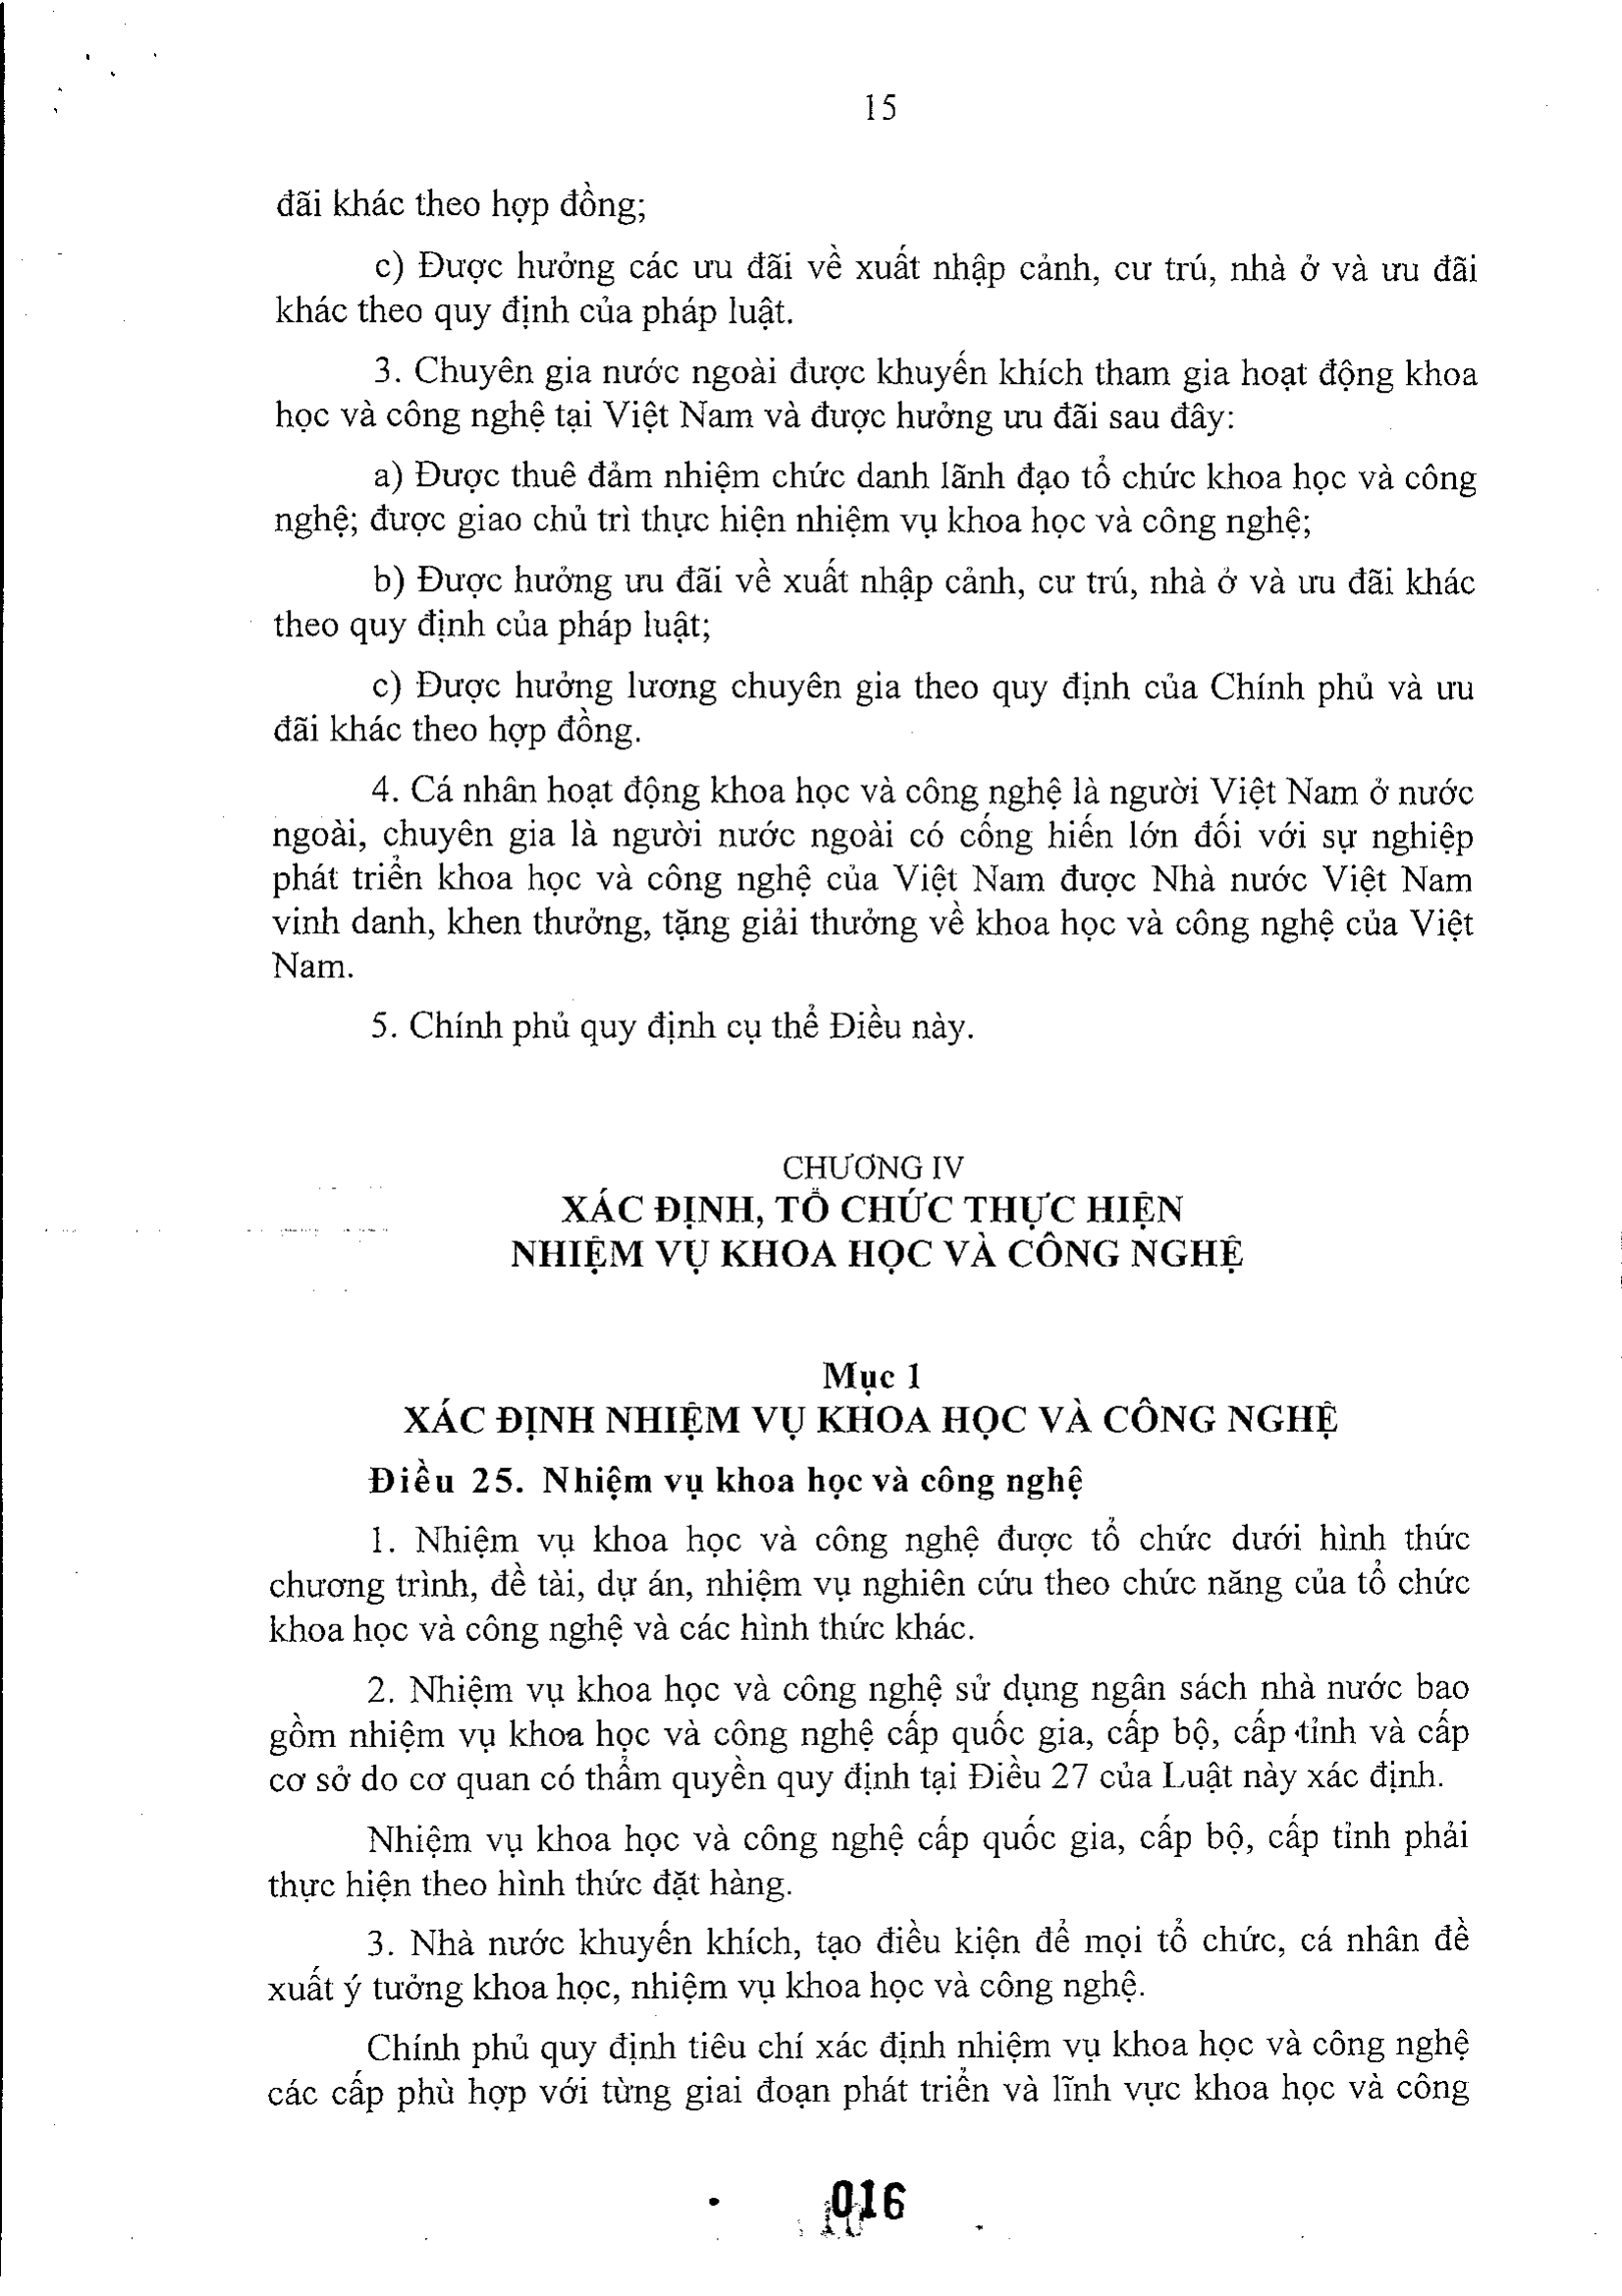 15
đãi khác theo hợp đồng;
c) Được hưởng các ưu đãi về xuất nhập cảnh, cư trú, nhà ở và ưu đãi
khác theo quy định của pháp luật.
3. Chuyên gia nước ngoài được khuyến khích tham gia hoạt động khoa
học và công nghệ tại Việt Nam và được hưởng ưu đãi sau đây:
a) Được thuê đảm nhiệm chức danh lãnh đạo tổ chức khoa học và công
nghệ; được giao chủ trì thực hiện nhiệm vụ khoa học và công nghệ;
b) Được hưởng ưu đãi về xuất nhập cảnh, cư trú, nhà ở và ưu đãi khác
theo quy định của pháp luật;
c) Được hưởng lương chuyên gia theo quy định của Chính phủ và ưu
đãi khác theo hợp đồng.
4. Cá nhân hoạt động khoa học và công nghệ là người Việt Nam ở nước
ngoài, chuyên gia là người nước ngoài có cống hiến lớn đối với sự nghiệp
phát triển khoa học và công nghệ của Việt Nam được Nhà nước Việt Nam
vinh danh, khen thưởng, tặng giải thưởng về khoa học và công nghệ của Việt
Nam.
5. Chính phủ quy định cụ thể Điều này.
CHƯƠNG IV
XÁC ĐỊNH, TỔ CHỨC THỰC HIỆN
NHIỆM VỤ KHOA HỌC VÀ CÔNG NGHỆ
Mục 1
XÁC ĐỊNH NHIỆM VỤ KHOA HỌC VÀ CÔNG NGHỆ
Điều 25. Nhiệm vụ khoa học và công nghệ
1. Nhiệm vụ khoa học và công nghệ được tổ chức dưới hình thức
chương trình, đề tài, dự án, nhiệm vụ nghiên cứu theo chức năng của tổ chức
khoa học và công nghệ và các hình thức khác.
2. Nhiệm vụ khoa học và công nghệ sử dụng ngân sách nhà nước bao
gồm nhiệm vụ khoa học và công nghệ cấp quốc gia, cấp bộ, cấp tỉnh và cấp
cơ sở do cơ quan có thẩm quyền quy định tại Điều 27 của Luật này xác định.
Nhiệm vụ khoa học và công nghệ cấp quốc gia, cấp bộ, cấp tỉnh phải
thực hiện theo hình thức đặt hàng.
3. Nhà nước khuyến khích, tạo điều kiện để mọi tổ chức, cá nhân đề
xuất ý tưởng khoa học, nhiệm vụ khoa học và công nghệ.
Chính phủ quy định tiêu chí xác định nhiệm vụ khoa học và công nghệ
các cấp phù hợp với từng giai đoạn phát triển và lĩnh vực khoa học và công
016